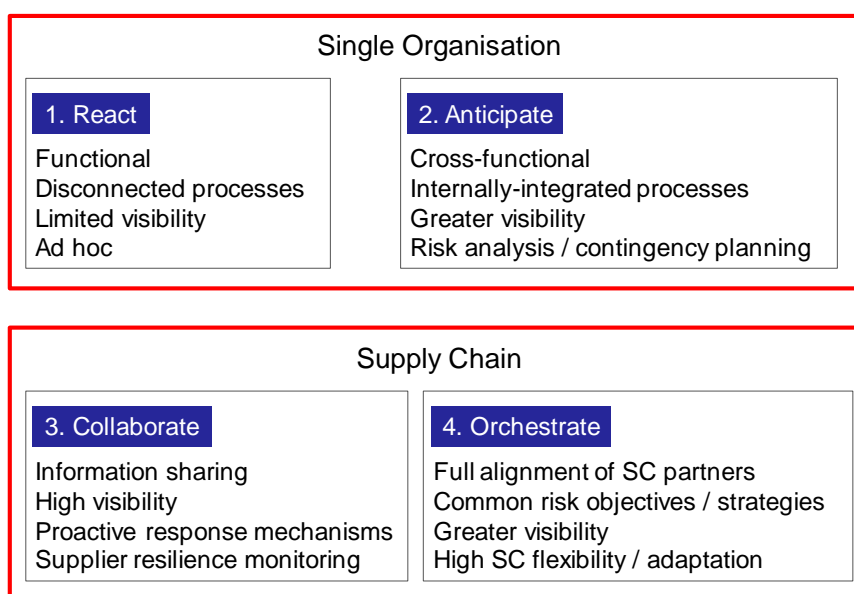 Single Organisation
1. React
Functional
Disconnected processes
Limited visibility
Ad hoc
2. Anticipate
Cross-functional
Internally-integrated processes
Greater visibility
Risk analysis / contingency planning
Supply Chain
3. Collaborate
Information sharing
High visibility
Proactive response mechanisms
Supplier resilience monitoring
4. Orchestrate
Full alignment of SC partners
Common risk objectives / strategies
Greater visibility
High SC flexibility / adaptation